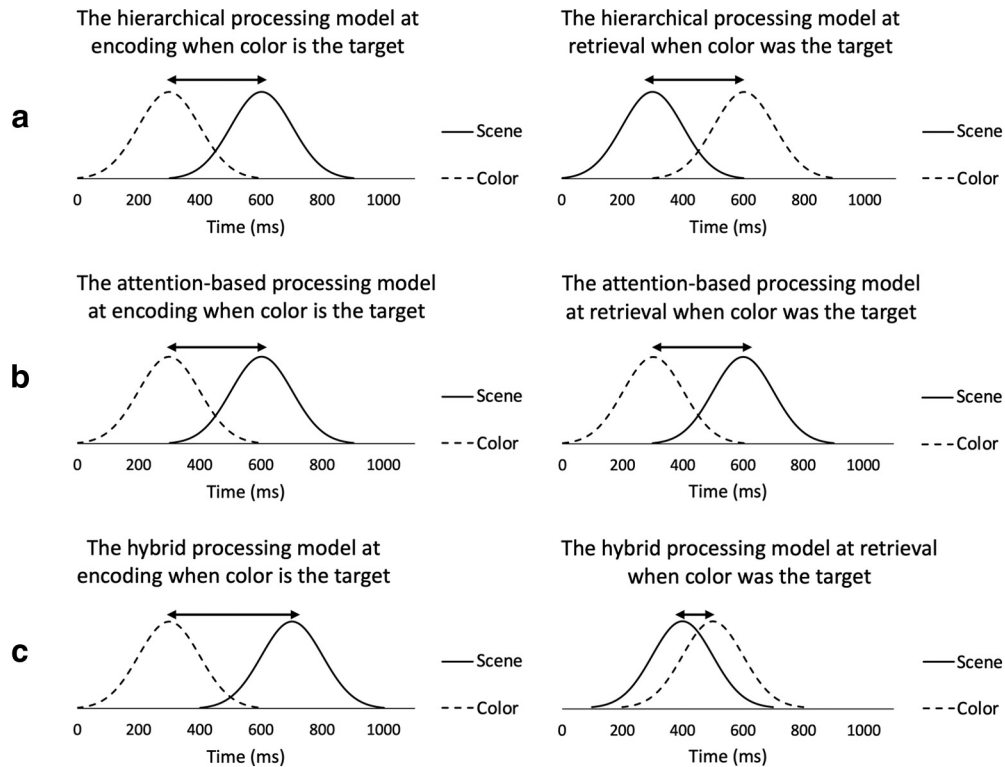 The hierarchical processing model at
encoding when color is the target
The hierarchical processing model at
retrieval when color was the target
a
Scene
Color
0 200 400 600 800 1000
Time (ms)
Scene
Color
0 200 400 600 800 1000
Time (ms)
The attention-based processing model
at encoding when color is the target
The attention-based processing model
at retrieval when color was the target
b
Scene
Color
0 200 400 600 800 1000
Time (ms)
Scene
Color
0 200 400 600 800 1000
Time (ms)
The hybrid processing model at
encoding when color is the target
The hybrid processing model at retrieval
when color was the target
c
Scene
Color
0 200 400 600 800 1000
Time (ms)
Scene
Color
0 200 400 600 800 1000
Time (ms)